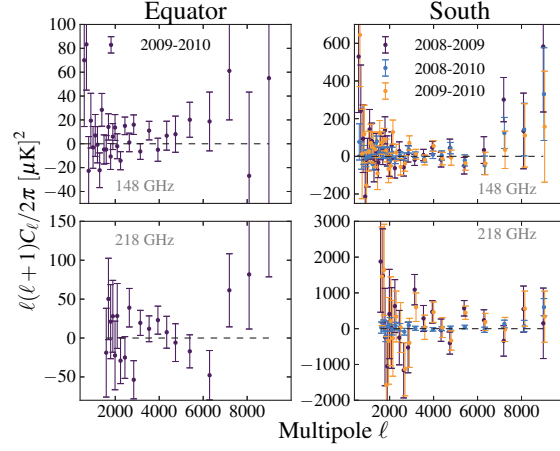 Equator
South
ℓ(ℓ+1)Cℓ/2π [μK]²
100
80
60
40
20
0
−20
−40
2009-2010
148 GHz
600
400
200
0
−200
2008-2009
2008-2010
2009-2010
148 GHz
150
100
50
0
−50
218 GHz
2000 4000 6000 8000
3000
2000
1000
0
−1000
−2000
218 GHz
2000 4000 6000 8000
Multipole ℓ